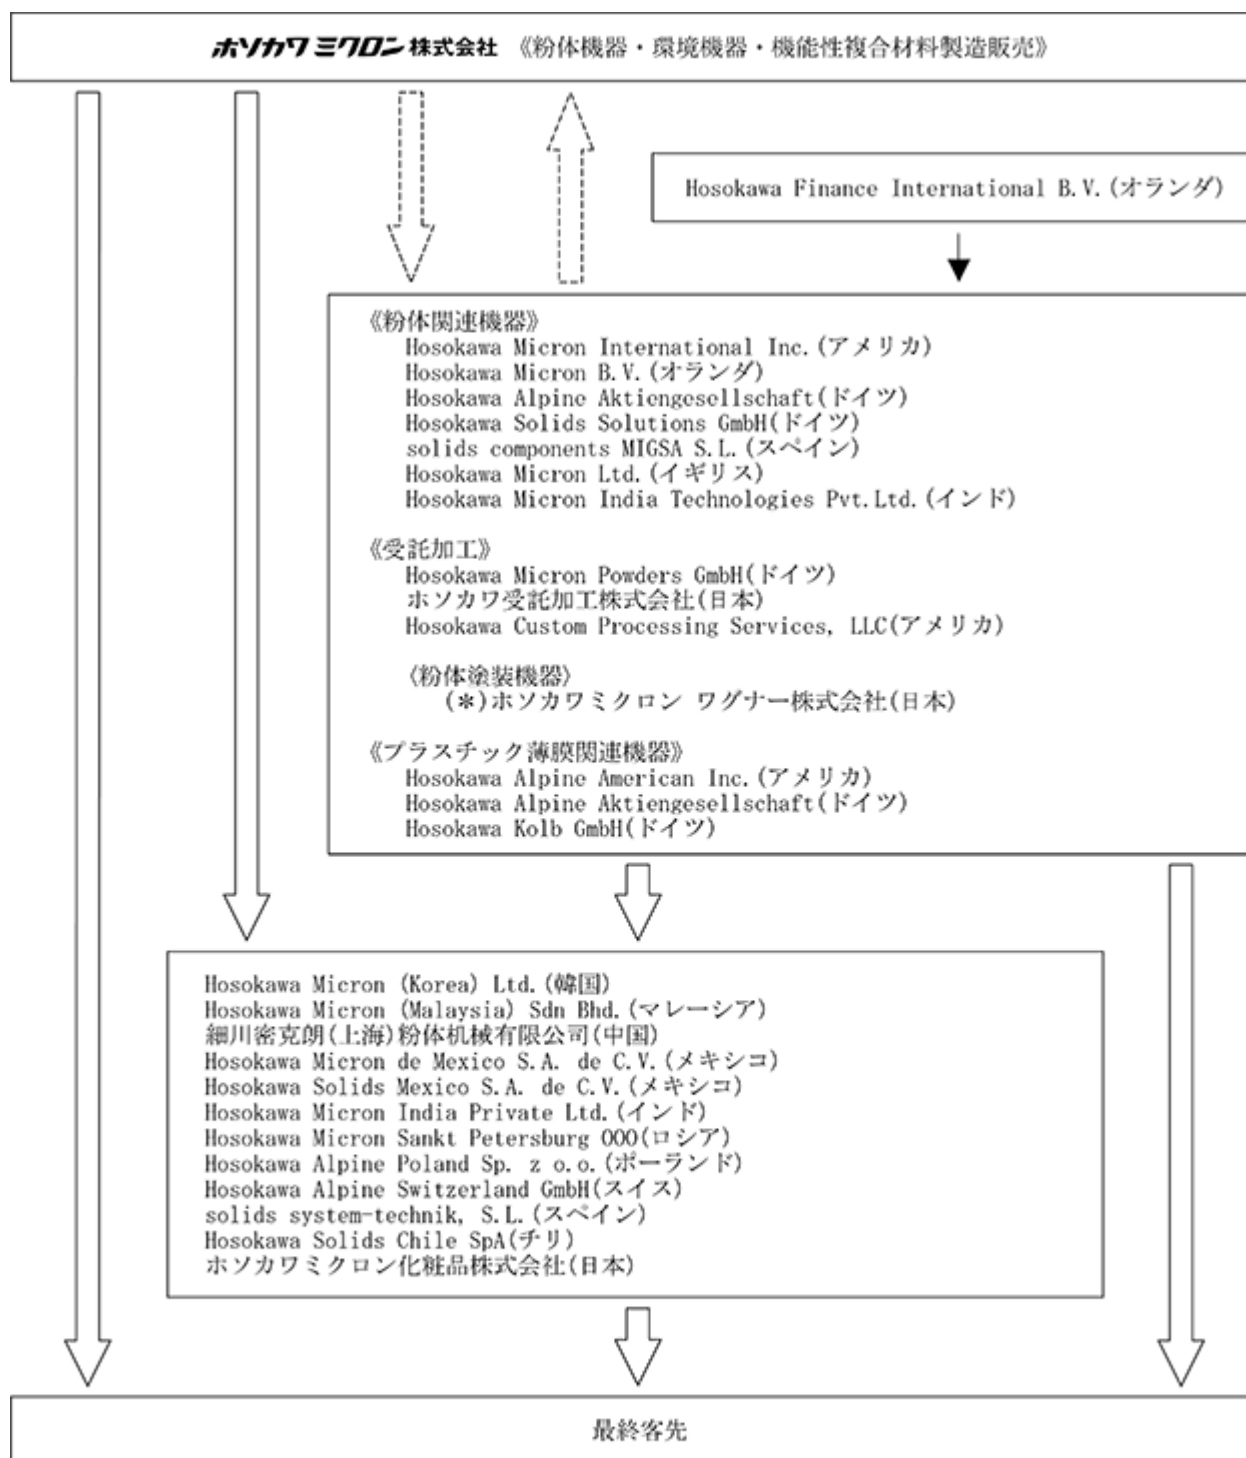 ホソカワミクロン株式会社 《粉体機器・環境機器・機能性複合材料製造販売》
Hosokawa Finance International B.V.(オランダ)
《粉体関連機器》
Hosokawa Micron International Inc.(アメリカ)
Hosokawa Micron B.V.(オランダ)
Hosokawa Alpine Aktiengesellschaft(ドイツ)
Hosokawa Solids Solutions GmbH(ドイツ)
solids components MIGSA S.L.(スペイン)
Hosokawa Micron Ltd.(イギリス)
Hosokawa Micron India Technologies Pvt.Ltd.(インド)
《受託加工》
Hosokawa Micron Powders GmbH(ドイツ)
ホソカワ受託加工株式会社(日本)
Hosokawa Custom Processing Services, LLC(アメリカ)
〈粉体塗装機器〉
(*)ホソカワミクロン ワグナー株式会社(日本)
《プラスチック薄膜関連機器》
Hosokawa Alpine American Inc.(アメリカ)
Hosokawa Alpine Aktiengesellschaft(ドイツ)
Hosokawa Kolb GmbH(ドイツ)
Hosokawa Micron (Korea) Ltd.(韓国)
Hosokawa Micron (Malaysia) Sdn Bhd.(マレーシア)
細川密克朗(上海)粉体机械有限公司(中国)
Hosokawa Micron de Mexico S.A. de C.V.(メキシコ)
Hosokawa Solids Mexico S.A. de C.V.(メキシコ)
Hosokawa Micron India Private Ltd.(インド)
Hosokawa Micron Sankt Petersburg OOO(ロシア)
Hosokawa Alpine Poland Sp. z o.o.(ポーランド)
Hosokawa Alpine Switzerland GmbH(スイス)
solids system-technik, S.L.(スペイン)
Hosokawa Solids Chile SpA(チリ)
ホソカワミクロン化粧品株式会社(日本)
最終客先